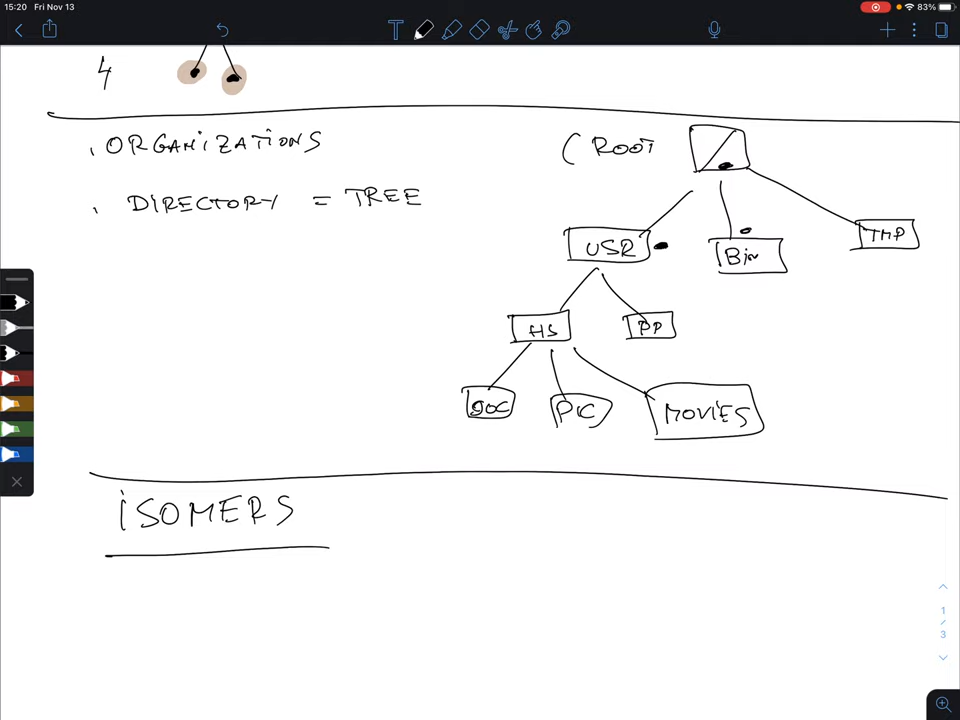 15:20 Fri Nov 13
83%
T
4
. ORGANIZATIONS
( ROOT /
. DIRECTORY = TREE
USR Bin TMP
HS PP
DOC PIC MOVIES
ISOMERS
1
/
3